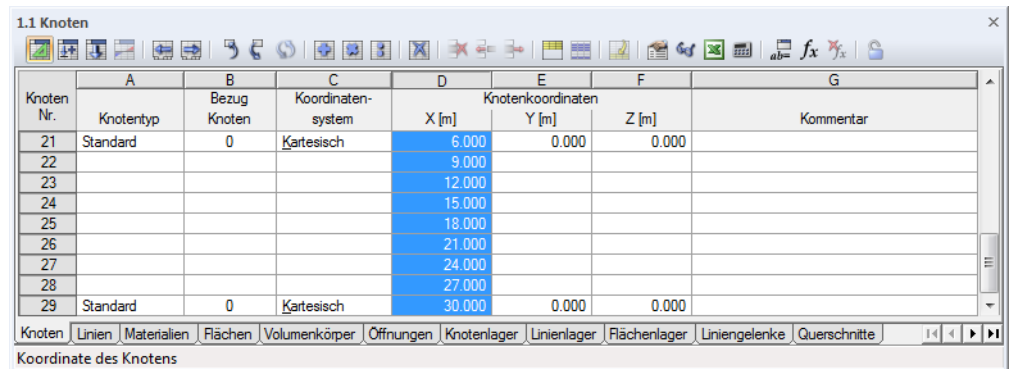 1.1 Knoten
A B C D E F G
Knoten Bezug Koordinaten- Knotenkoordinaten
Nr. Knotentyp Knoten system X [m] Y [m] Z [m] Kommentar
21 Standard 0 Kartesisch 6.000 0.000 0.000
22 9.000
23 12.000
24 15.000
25 18.000
26 21.000
27 24.000
28 27.000
29 Standard 0 Kartesisch 30.000 0.000 0.000
Knoten Linien Materialien Flächen Volumenkörper Öffnungen Knotenlager Linienlager Flächenlager Liniengelenke Querschnitte
Koordinate des Knotens